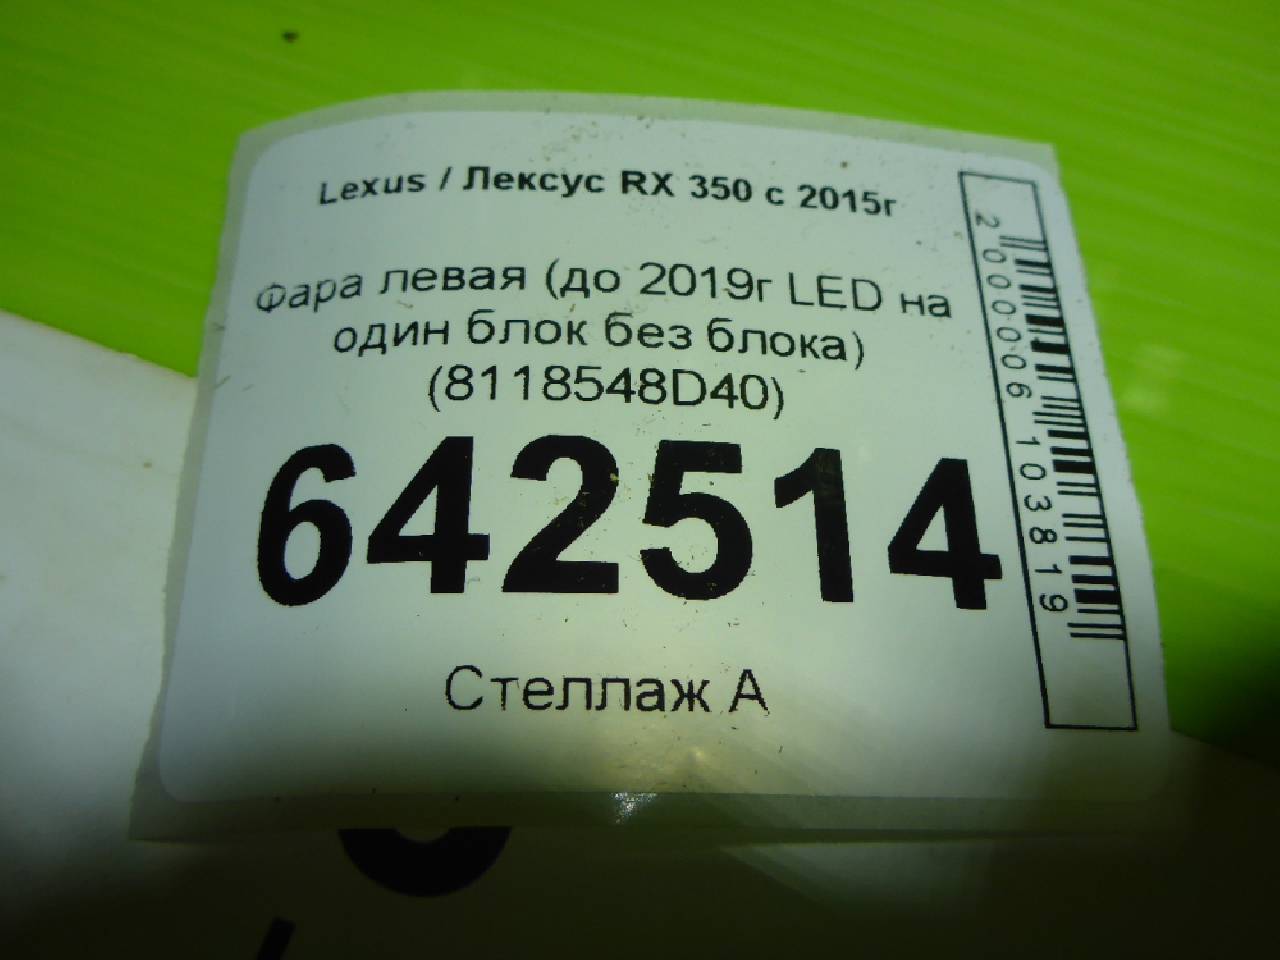 Lexus / Лексус RX 350 с 2015г
Фара левая (до 2019г LED на
один блок без блока)
(8118548D40)
642514
Стеллаж А
2000006103819